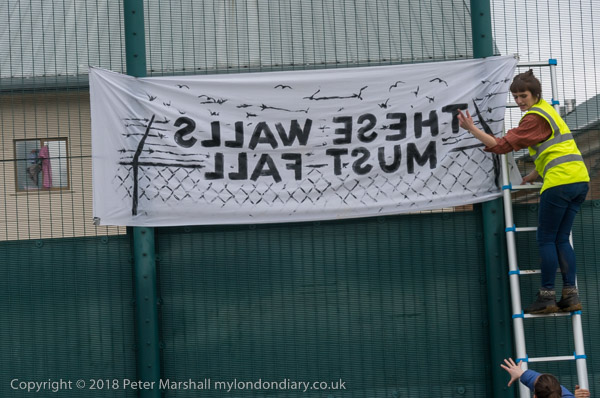 THESE WALLS
MUST FALL
Copyright © 2018 Peter Marshall mylondondiary.co.uk